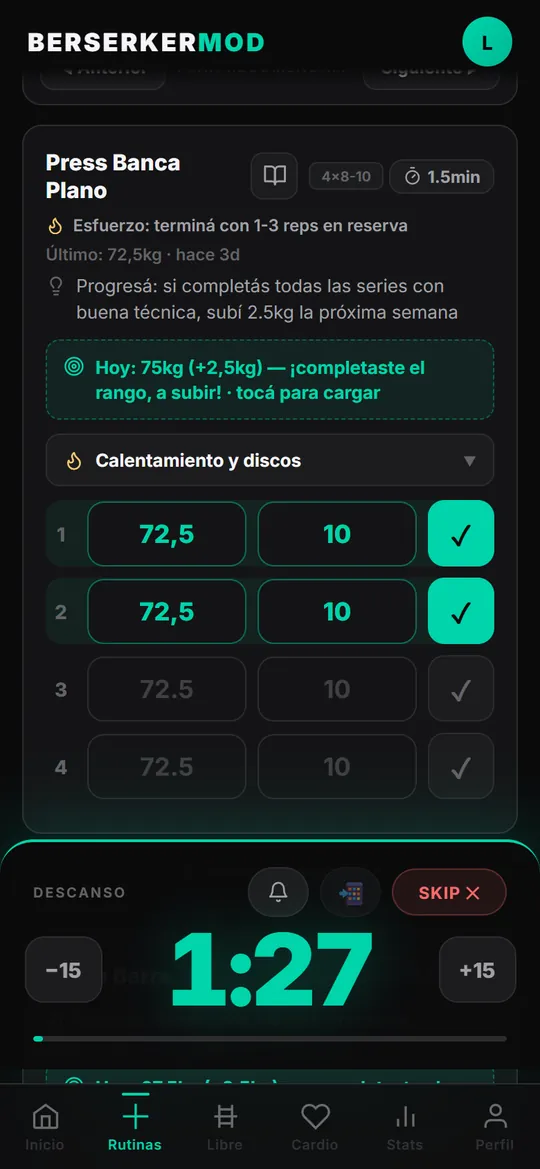 BERSERKERMOD
L
Anterior
Siguiente
Press Banca
Plano
4×8-10
1.5min
Esfuerzo: terminá con 1-3 reps en reserva
Último: 72,5kg · hace 3d
Progresá: si completás todas las series con
buena técnica, subí 2.5kg la próxima semana
Hoy: 75kg (+2,5kg) — ¡completaste el
rango, a subir! · tocá para cargar
Calentamiento y discos
1 72,5 10 ✓
2 72,5 10 ✓
3 72.5 10 ✓
4 72.5 10 ✓
DESCANSO
SKIP ✕
−15
1:27
+15
Inicio
Rutinas
Libre
Cardio
Stats
Perfil